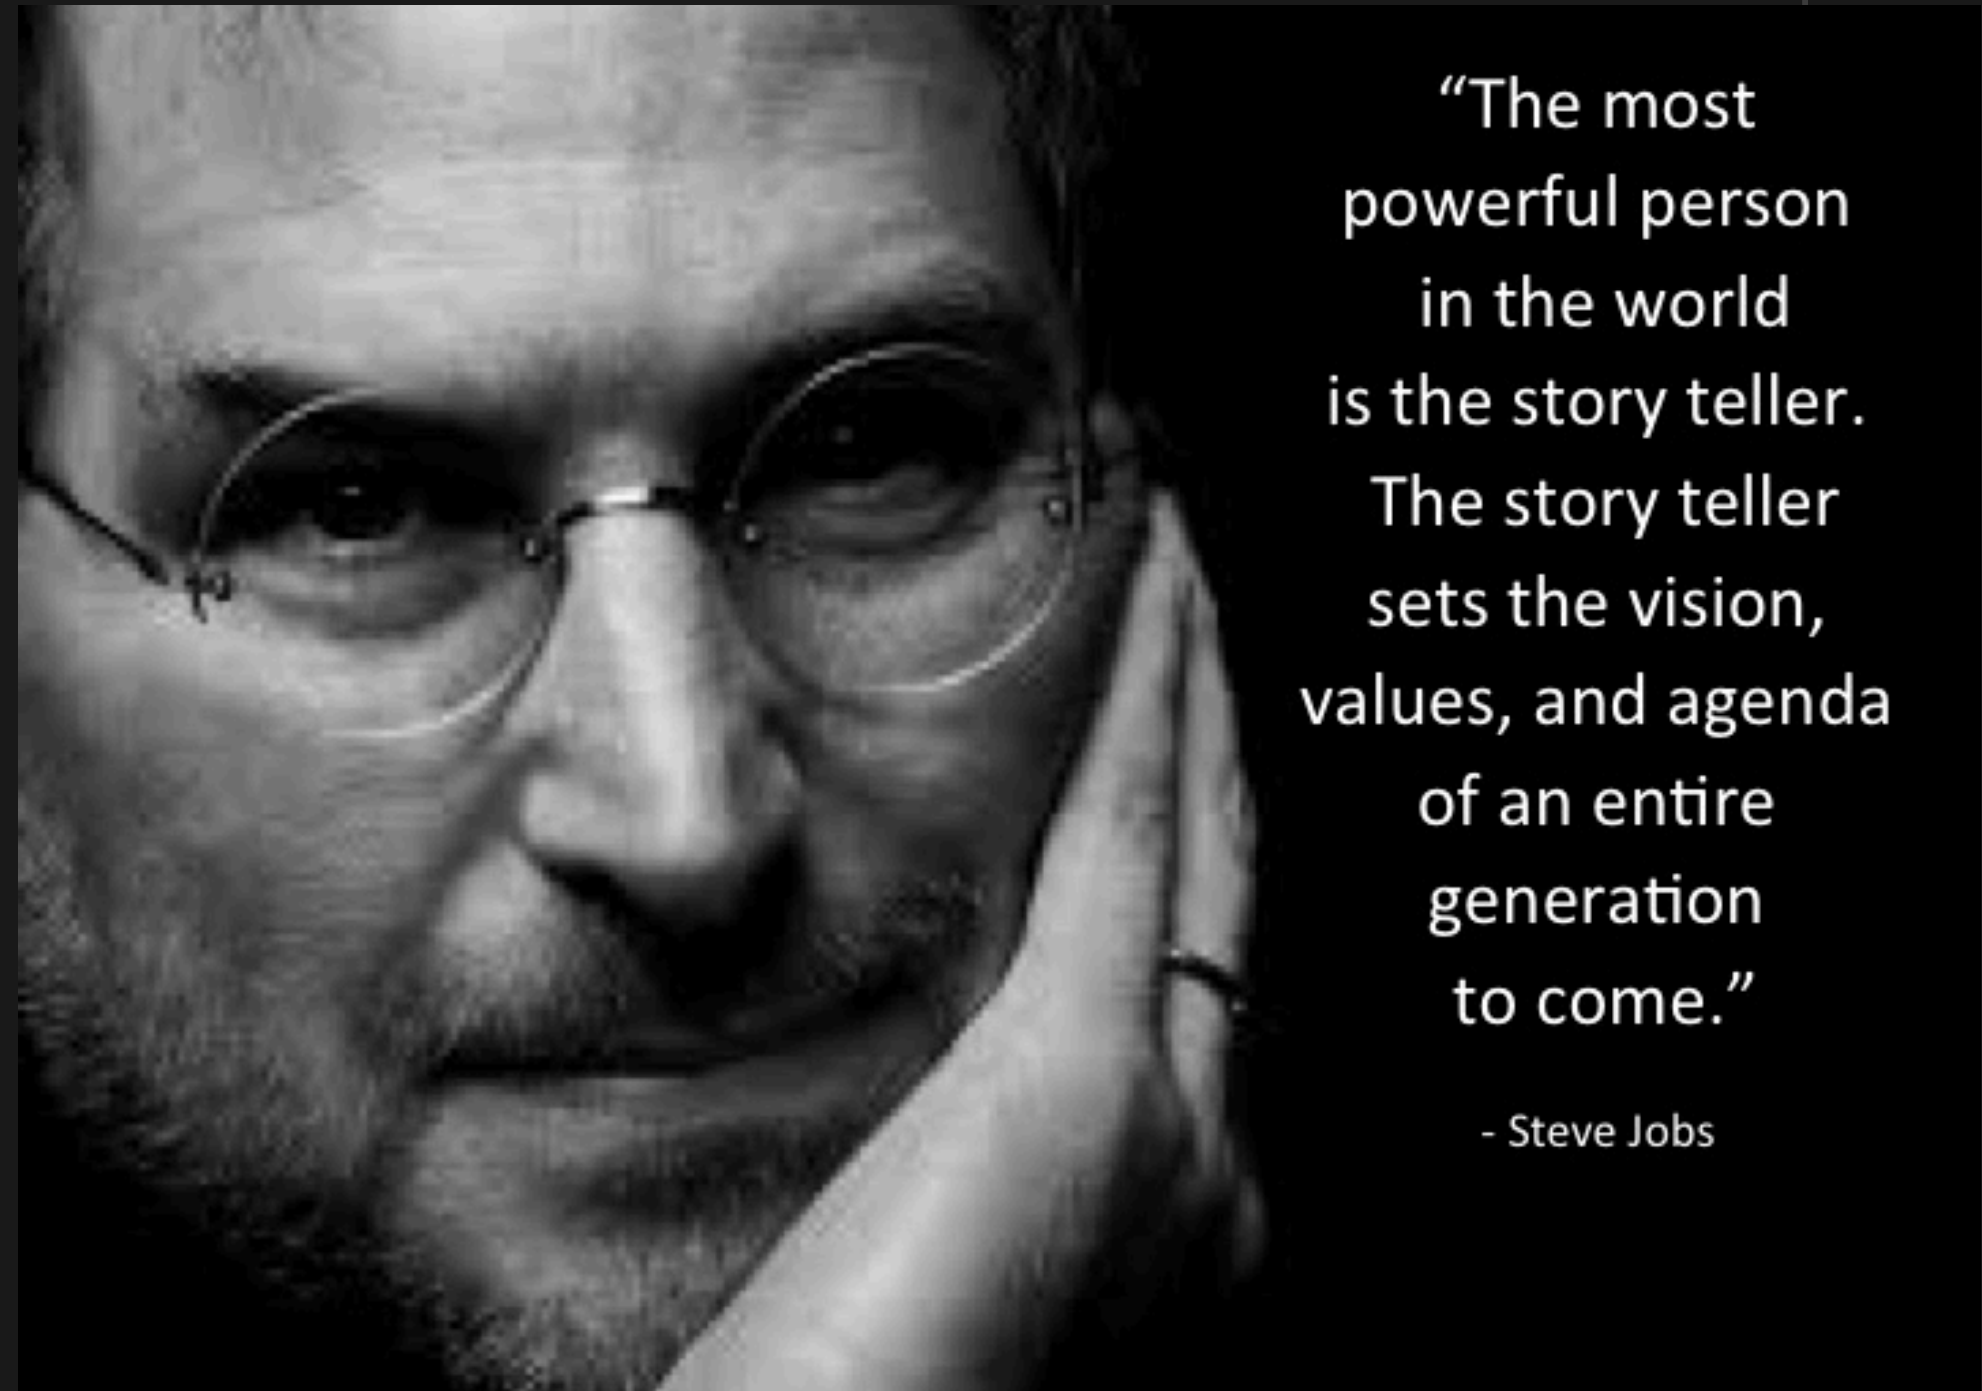 “The most
powerful person
in the world
is the story teller.
The story teller
sets the vision,
values, and agenda
of an entire
generation
to come.”
- Steve Jobs